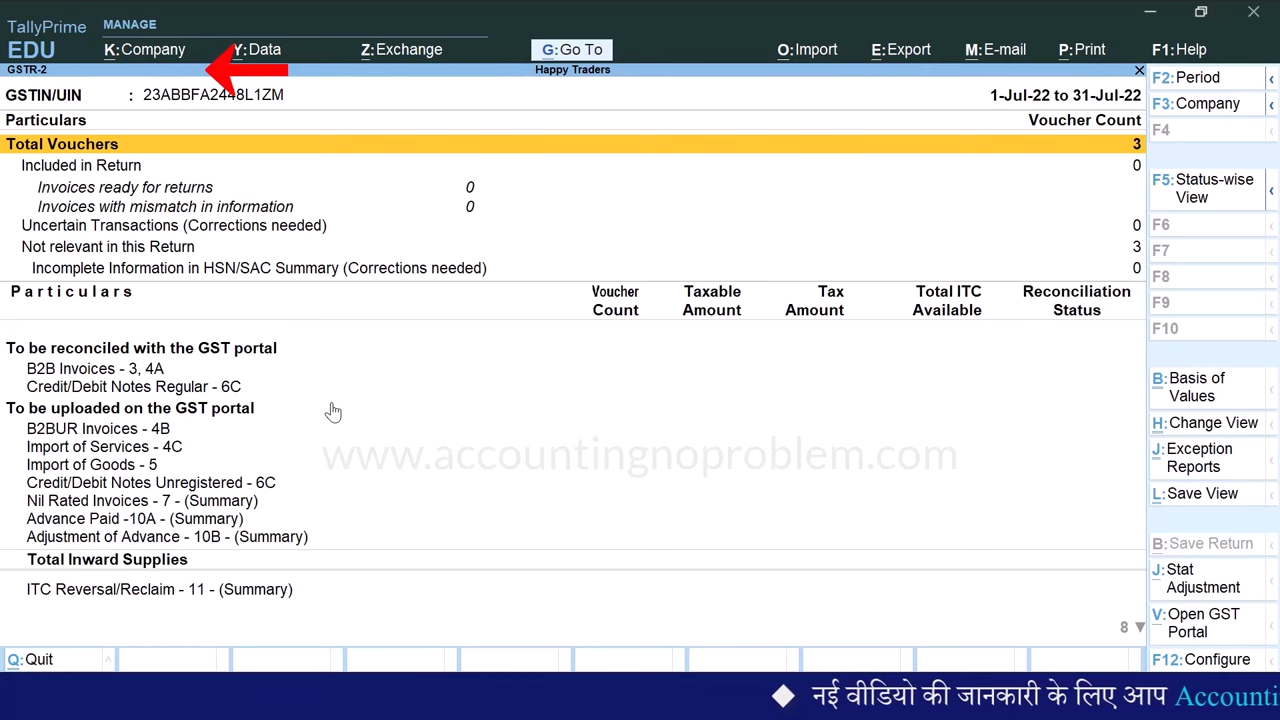 TallyPrime
EDU
MANAGE
K:Company Y:Data Z:Exchange G:Go To O:Import E:Export M:E-mail P:Print F1:Help
GSTR-2 Happy Traders
GSTIN/UIN : 23ABBFA2448L1ZM 1-Jul-22 to 31-Jul-22
Particulars Voucher Count
Total Vouchers 3
Included in Return 0
Invoices ready for returns 0
Invoices with mismatch in information 0
Uncertain Transactions (Corrections needed) 0
Not relevant in this Return 3
Incomplete Information in HSN/SAC Summary (Corrections needed) 0
Particulars Voucher Count Taxable Amount Tax Amount Total ITC Available Reconciliation Status
To be reconciled with the GST portal
B2B Invoices - 3, 4A
Credit/Debit Notes Regular - 6C
To be uploaded on the GST portal
B2BUR Invoices - 4B
Import of Services - 4C
Import of Goods - 5
Credit/Debit Notes Unregistered - 6C
Nil Rated Invoices - 7 - (Summary)
Advance Paid -10A - (Summary)
Adjustment of Advance - 10B - (Summary)
Total Inward Supplies
ITC Reversal/Reclaim - 11 - (Summary)
8
www.accountingnoproblem.com
F2:Period
F3:Company
F4
F5:Status-wise
View
F6
F7
F8
F9
F10
B:Basis of
Values
H:Change View
J:Exception
Reports
L:Save View
B:Save Return
J:Stat
Adjustment
V:Open GST
Portal
F12:Configure
Q:Quit
नई वीडियो की जानकारी के लिए आप Accounti